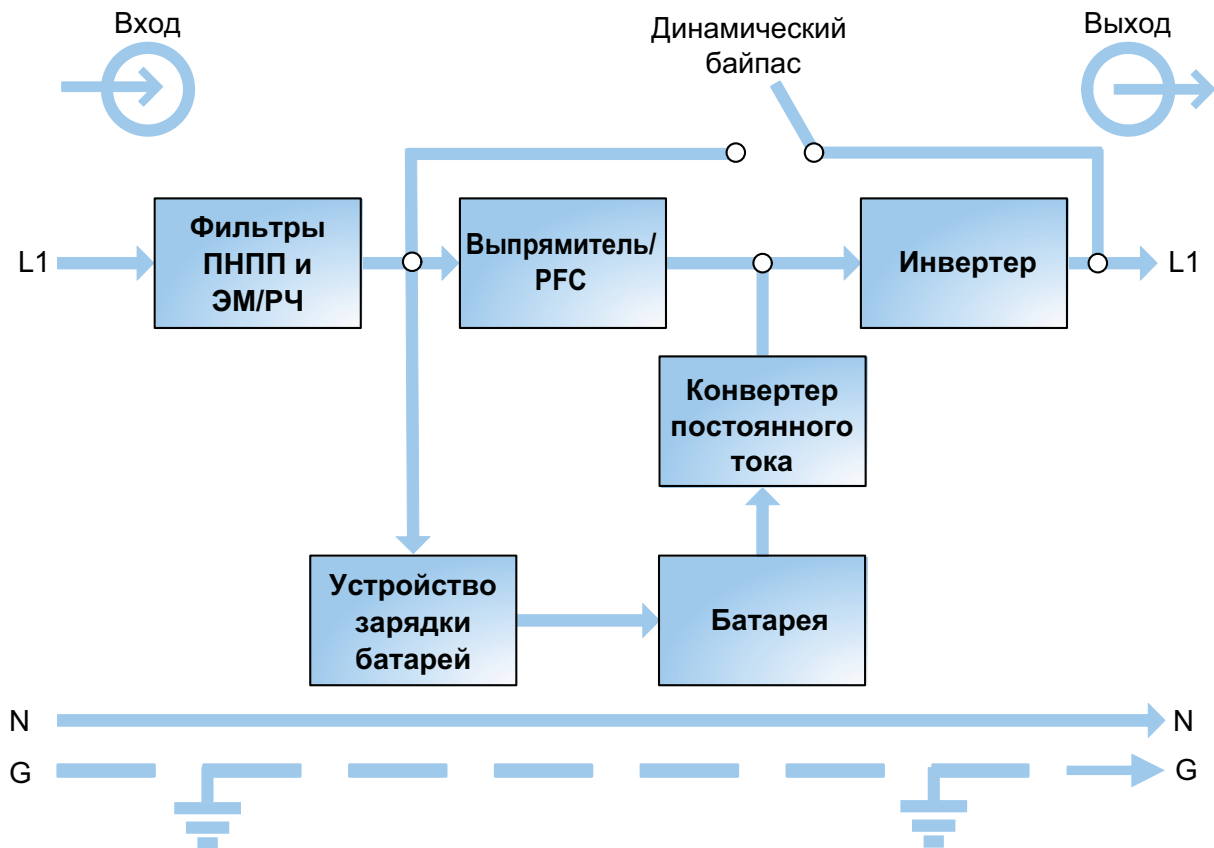 Вход
Динамический
байпас
Выход
L1
Фильтры
ПНПП и
ЭМ/РЧ
Выпрямитель/
PFC
Инвертер
L1
Конвертер
постоянного
тока
Устройство
зарядки
батарей
Батарея
N
N
G
G